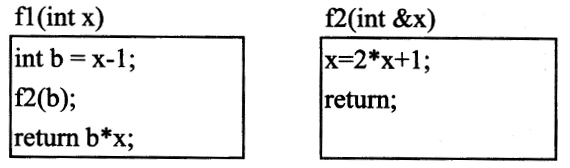 f1(int x)
int b = x-1;
f2(b);
return b*x;
f2(int &x)
x=2*x+1;
return;